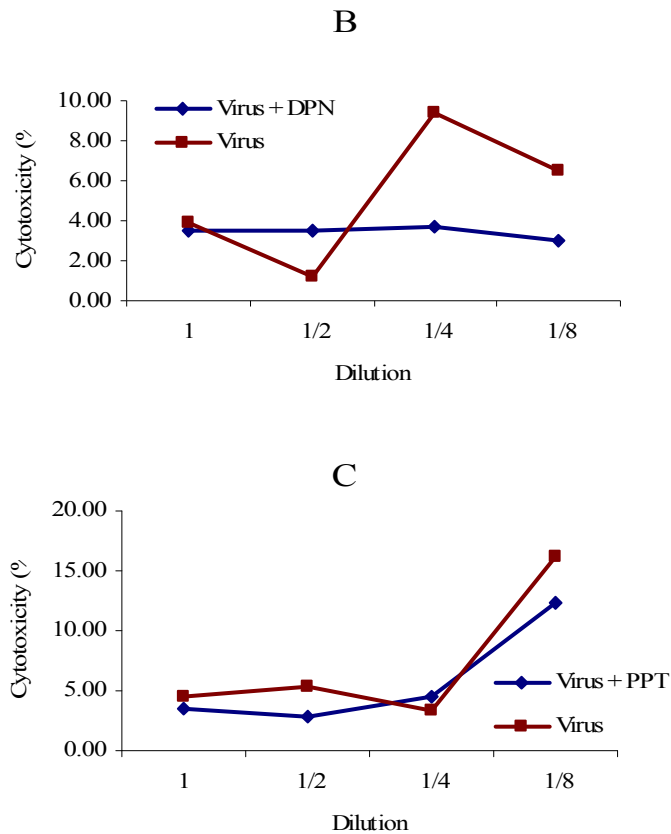 B
10.00
8.00
6.00
4.00
2.00
0.00
Cytotoxicity (%
Virus + DPN
Virus
1 1/2 1/4 1/8
Dilution
C
20.00
15.00
10.00
5.00
0.00
Cytotoxicity (%
Virus + PPT
Virus
1 1/2 1/4 1/8
Dilution